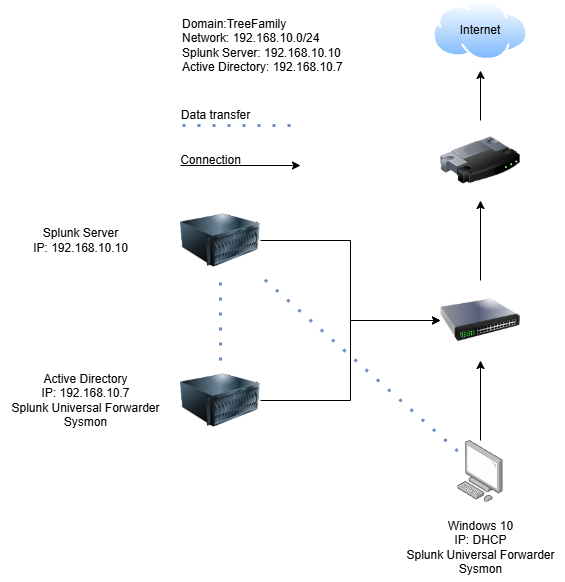 Domain:TreeFamily
Network: 192.168.10.0/24
Splunk Server: 192.168.10.10
Active Directory: 192.168.10.7
Internet
Data transfer
Connection
Splunk Server
IP: 192.168.10.10
Active Directory
IP: 192.168.10.7
Splunk Universal Forwarder
Sysmon
Windows 10
IP: DHCP
Splunk Universal Forwarder
Sysmon